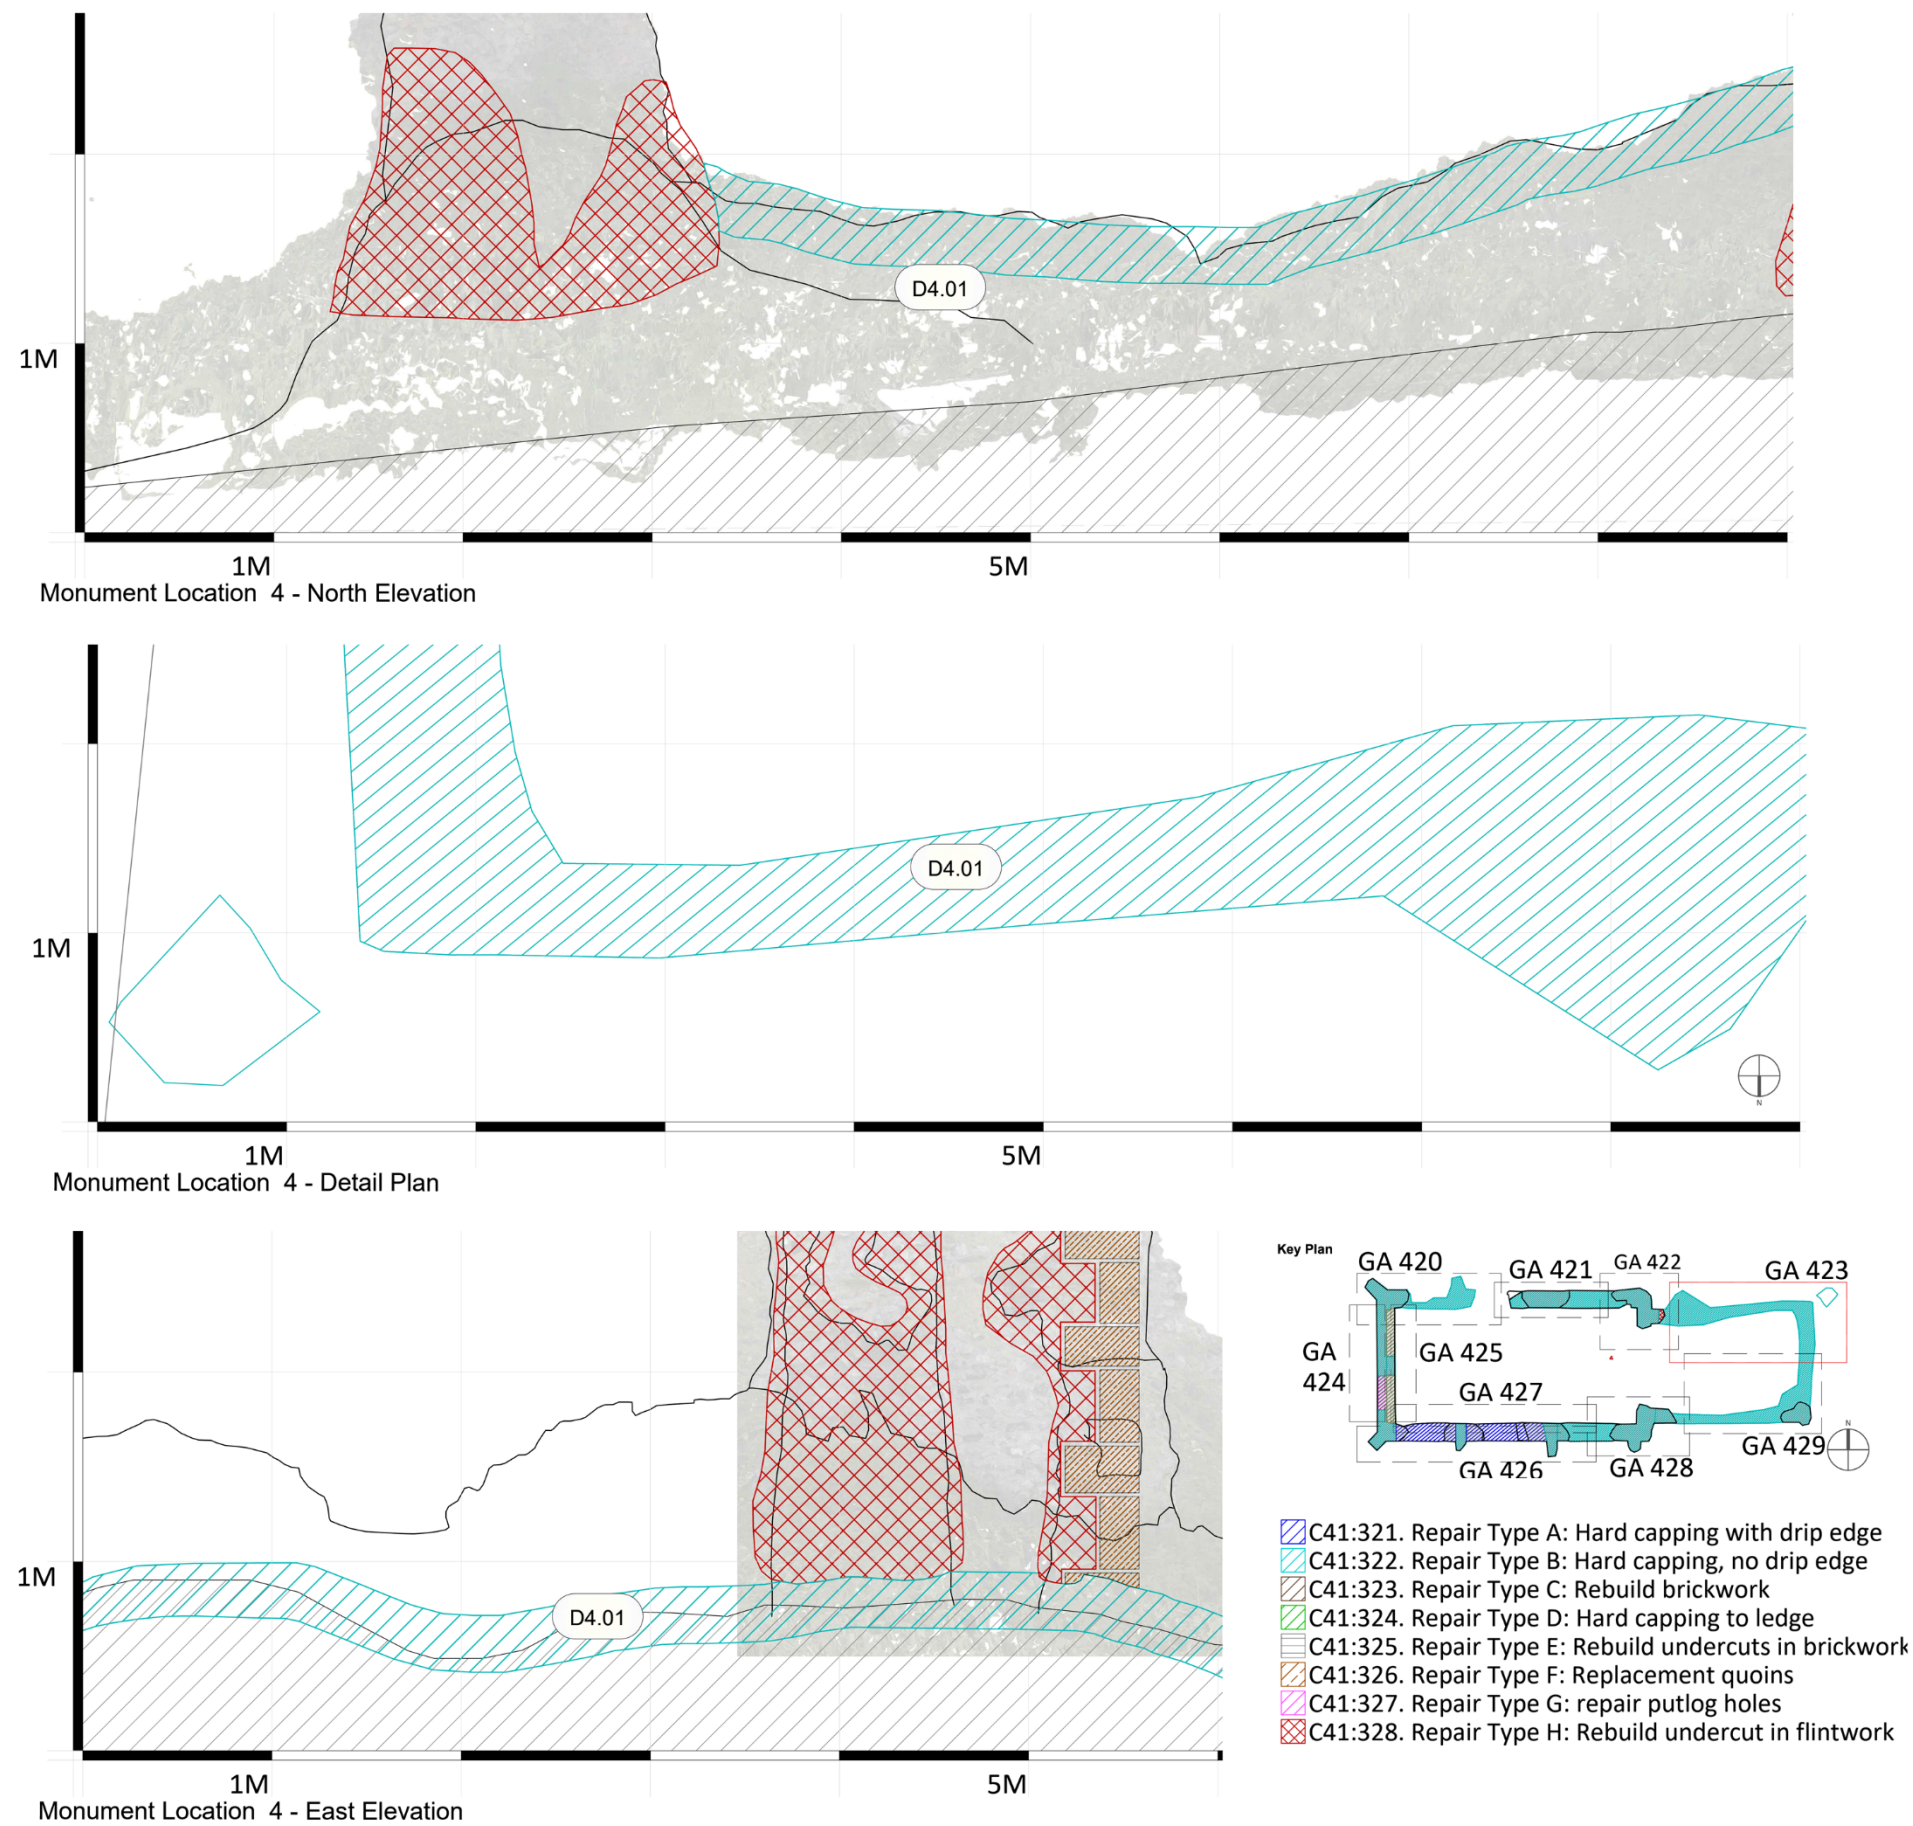 D4.01
1M
1M
5M
Monument Location 4 - North Elevation
D4.01
1M
N
1M
5M
Monument Location 4 - Detail Plan
D4.01
1M
1M
5M
Monument Location 4 - East Elevation
Key Plan
GA 420
GA 421
GA 422
GA 423
GA
424
GA 425
GA 427
GA 426
GA 428
GA 429
N
C41:321. Repair Type A: Hard capping with drip edge
C41:322. Repair Type B: Hard capping, no drip edge
C41:323. Repair Type C: Rebuild brickwork
C41:324. Repair Type D: Hard capping to ledge
C41:325. Repair Type E: Rebuild undercuts in brickwork
C41:326. Repair Type F: Replacement quoins
C41:327. Repair Type G: repair putlog holes
C41:328. Repair Type H: Rebuild undercut in flintwork